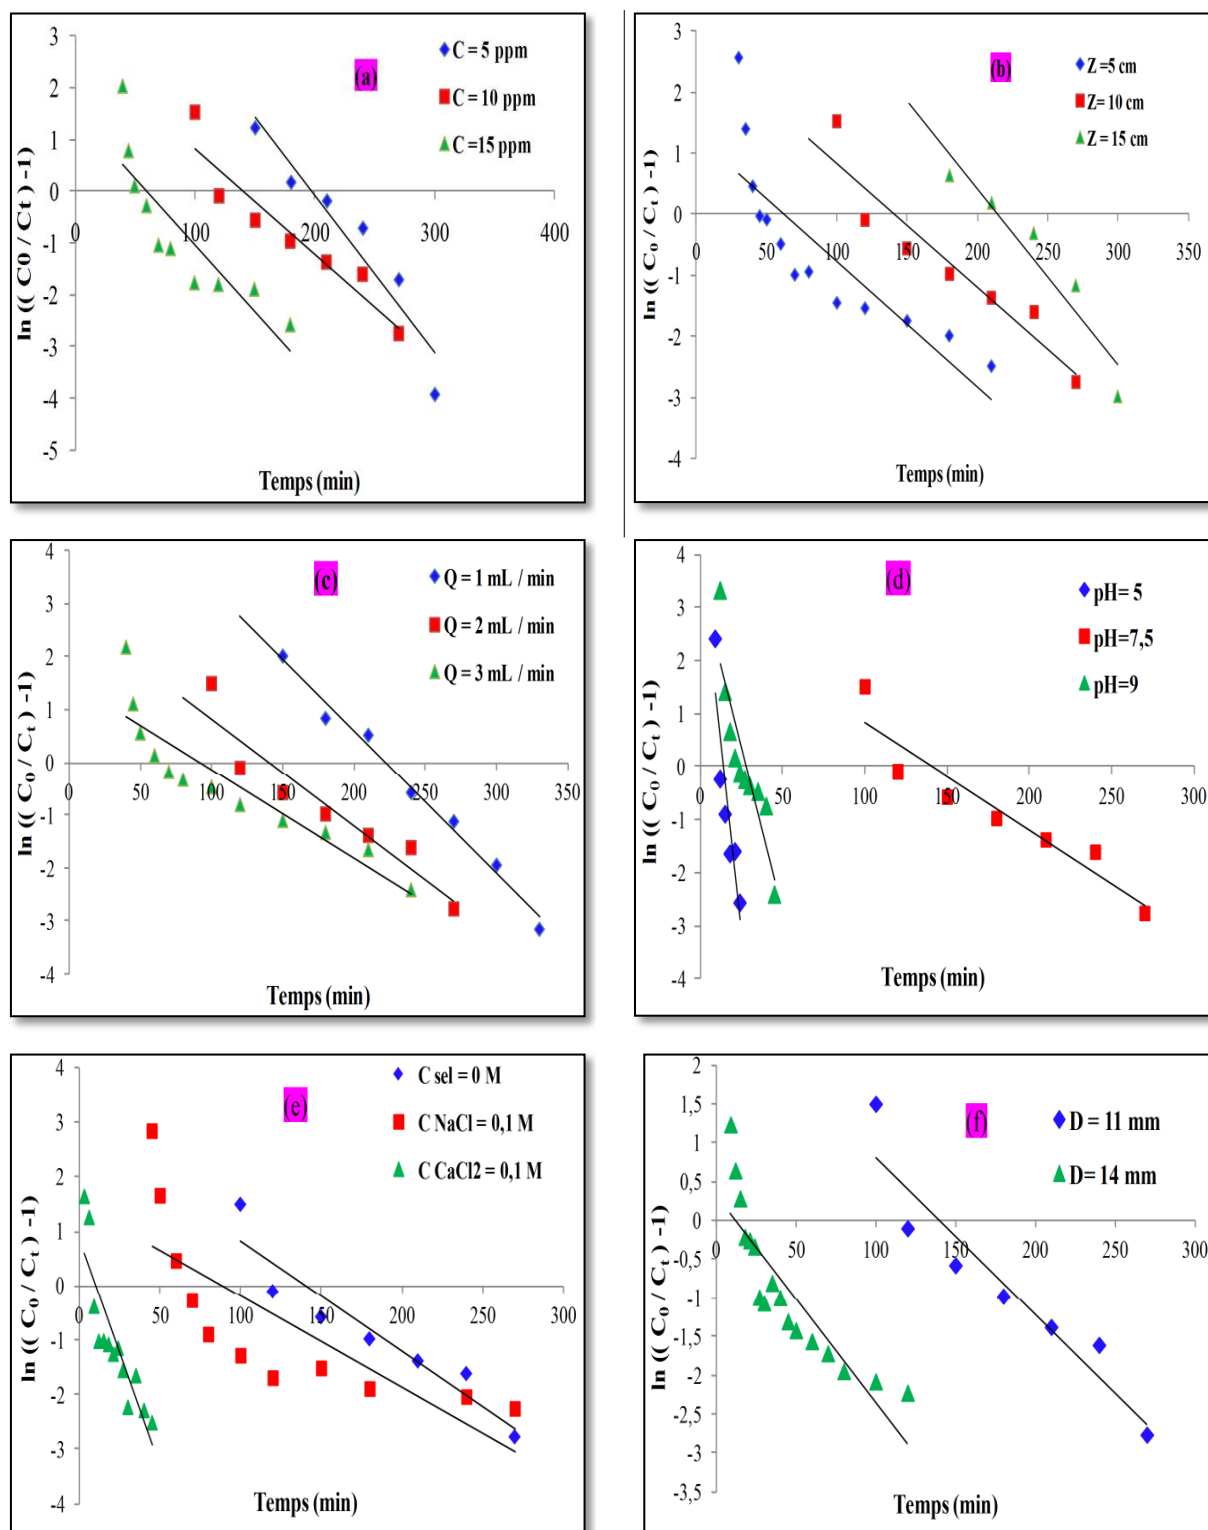 (a)
C = 5 ppm
C = 10 ppm
C =15 ppm
3
2
1
0
-1
-2
-3
-4
-5
0
100
200
300
400
ln (( C0 / Ct ) -1)
Temps (min)
(b)
Z =5 cm
Z= 10 cm
Z = 15 cm
3
2
1
0
-1
-2
-3
-4
0
50
100
150
200
250
300
350
ln (( C₀ / Cₜ ) -1)
Temps (min)
(c)
Q = 1 mL / min
Q = 2 mL / min
Q = 3 mL / min
4
3
2
1
0
-1
-2
-3
-4
0
50
100
150
200
250
300
350
ln (( C₀ / Cₜ ) -1)
Temps (min)
(d)
pH= 5
pH=7,5
pH=9
4
3
2
1
0
-1
-2
-3
-4
0
50
100
150
200
250
300
ln (( C₀ / Cₜ ) -1)
Temps (min)
(e)
C sel = 0 M
C NaCl = 0,1 M
C CaCl2 = 0,1 M
4
3
2
1
0
-1
-2
-3
-4
0
50
100
150
200
250
300
ln (( C₀ / Cₜ ) -1)
Temps (min)
(f)
D = 11 mm
D= 14 mm
2
1,5
1
0,5
0
-0,5
-1
-1,5
-2
-2,5
-3
-3,5
0
50
100
150
200
250
300
ln (( C₀ / Cₜ ) -1)
Temps (min)